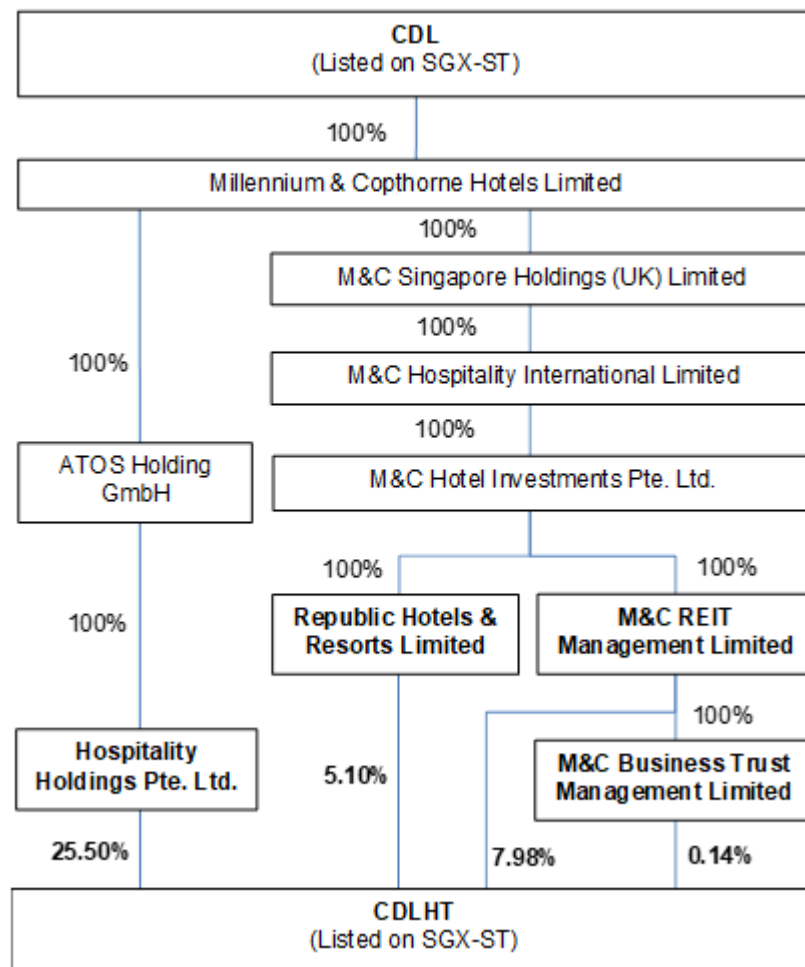 CDL
(Listed on SGX-ST)
100%
Millennium & Copthorne Hotels Limited
100%
M&C Singapore Holdings (UK) Limited
100%
100%
M&C Hospitality International Limited
100%
ATOS Holding
GmbH
M&C Hotel Investments Pte. Ltd.
100%
100%
100%
Republic Hotels &
Resorts Limited
M&C REIT
Management Limited
100%
Hospitality
Holdings Pte. Ltd.
5.10%
M&C Business Trust
Management Limited
25.50%
7.98%
0.14%
CDLHT
(Listed on SGX-ST)